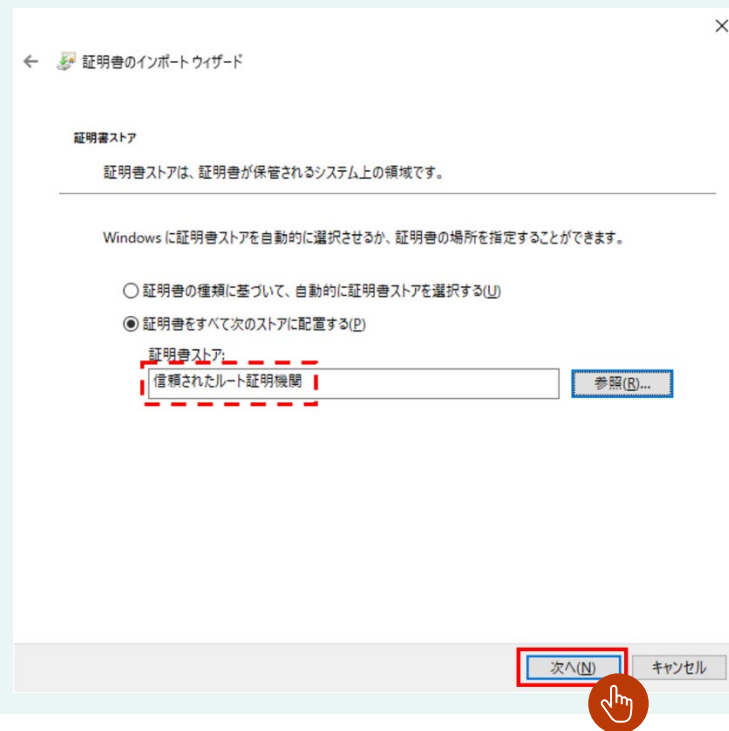 証明書のインポート ウィザード
証明書ストア
証明書ストアは、証明書が保管されるシステム上の領域です。
Windows に証明書ストアを自動的に選択させるか、証明書の場所を指定することができます。
証明書の種類に基づいて、自動的に証明書ストアを選択する(U)
証明書をすべて次のストアに配置する(P)
証明書ストア:
信頼されたルート証明機関
参照(R)...
次へ(N)
キャンセル